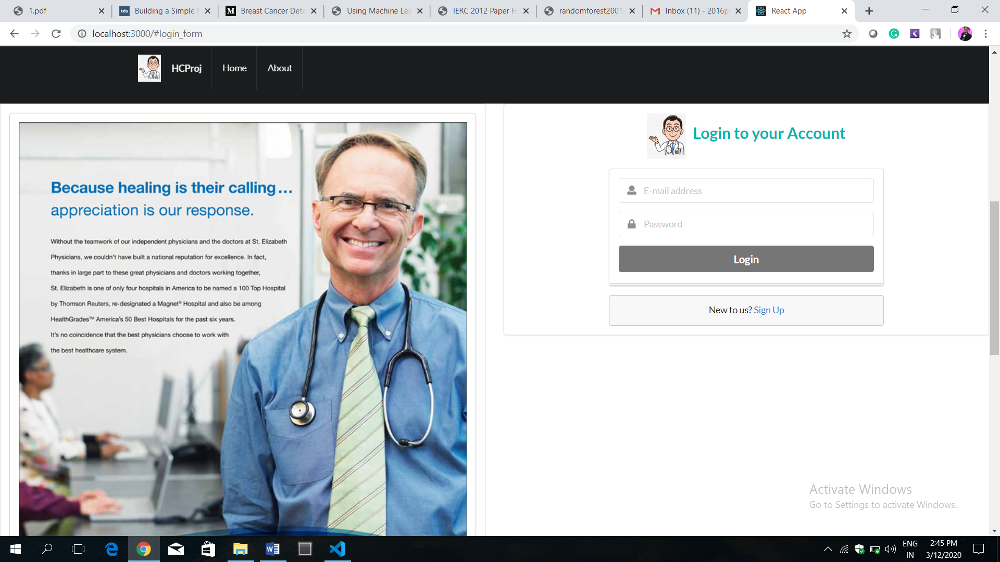 1.pdf
tds Building a Simple
M Breast Cancer Dete
Using Machine Lea
IERC 2012 Paper Fo
randomforest2001
Inbox (11) - 2016p
React App
localhost:3000/#login_form
HCProj
Home
About
Because healing is their calling...
appreciation is our response.
Without the teamwork of our independent physicians and the doctors at St. Elizabeth
Physicians, we couldn't have built a national reputation for excellence. In fact,
thanks in large part to these great physicians and doctors working together,
St. Elizabeth is one of only four hospitals in America to be named a 100 Top Hospital
by Thomson Reuters, re-designated a Magnet® Hospital and also be among
HealthGrades™ America's 50 Best Hospitals for the past six years.
It's no coincidence that the best physicians choose to work with
the best healthcare system.
Login to your Account
E-mail address
Password
Login
New to us? Sign Up
Activate Windows
Go to Settings to activate Windows.
ENG
IN
2:45 PM
3/12/2020